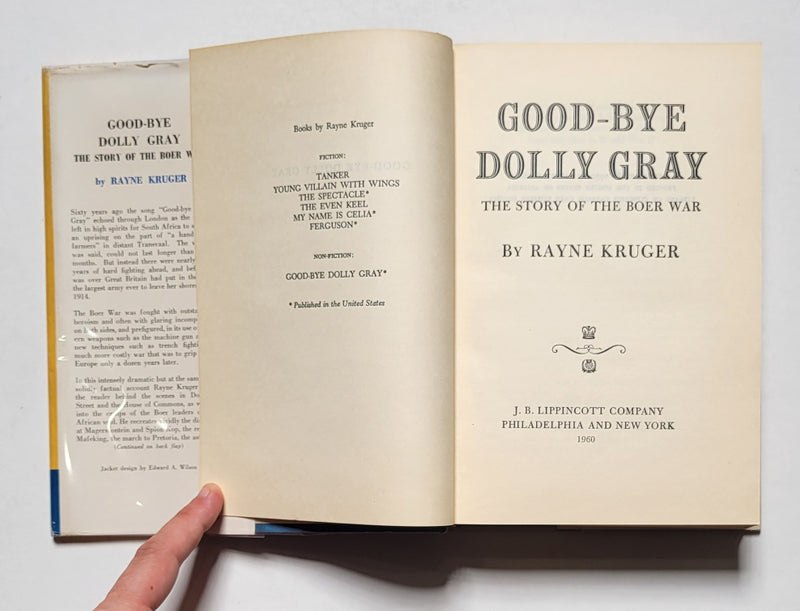 GOOD-BYE
DOLLY GRAY
THE STORY OF THE BOER W
by RAYNE KRUGER
Sixty years ago the song "Good-bye
Gray" echoed through London as the
left in high spirits for South Africa to
an uprising on the part of "a hand
farmers" in distant Transvaal. The
was said, could not last longer than
months. But instead there were nearly
years of hard fighting ahead, and bef
was over Great Britain had put in the
the largest army ever to leave her shores
1914.
The Boer War was fought with outsta
heroism and often with glaring incomp
on both sides, and prefigured, in its use o
ern weapons such as the machine gun
new techniques such as trench fighti
much more costly war that was to grip
Europe only a dozen years later.
In this intensely dramatic but at the sam
solidly factual account Rayne Kruger
the reader behind the scenes in Do
Street and the House of Commons, as w
into the camps of the Boer leaders
African veld. He recreates vividly the di
at Magersfontein and Spion Kop, the re
Mafeking, the march to Pretoria, the
(Continued on back flap)
Jacket design by Edward A. Wilson
Books by Rayne Kruger
FICTION:
TANKER
YOUNG VILLAIN WITH WINGS
THE SPECTACLE*
THE EVEN KEEL
MY NAME IS CELIA*
FERGUSON*
NON-FICTION:
GOOD-BYE DOLLY GRAY*
* Published in the United States
GOOD-BYE
DOLLY GRAY
THE STORY OF THE BOER WAR
By RAYNE KRUGER
J. B. LIPPINCOTT COMPANY
PHILADELPHIA AND NEW YORK
1960